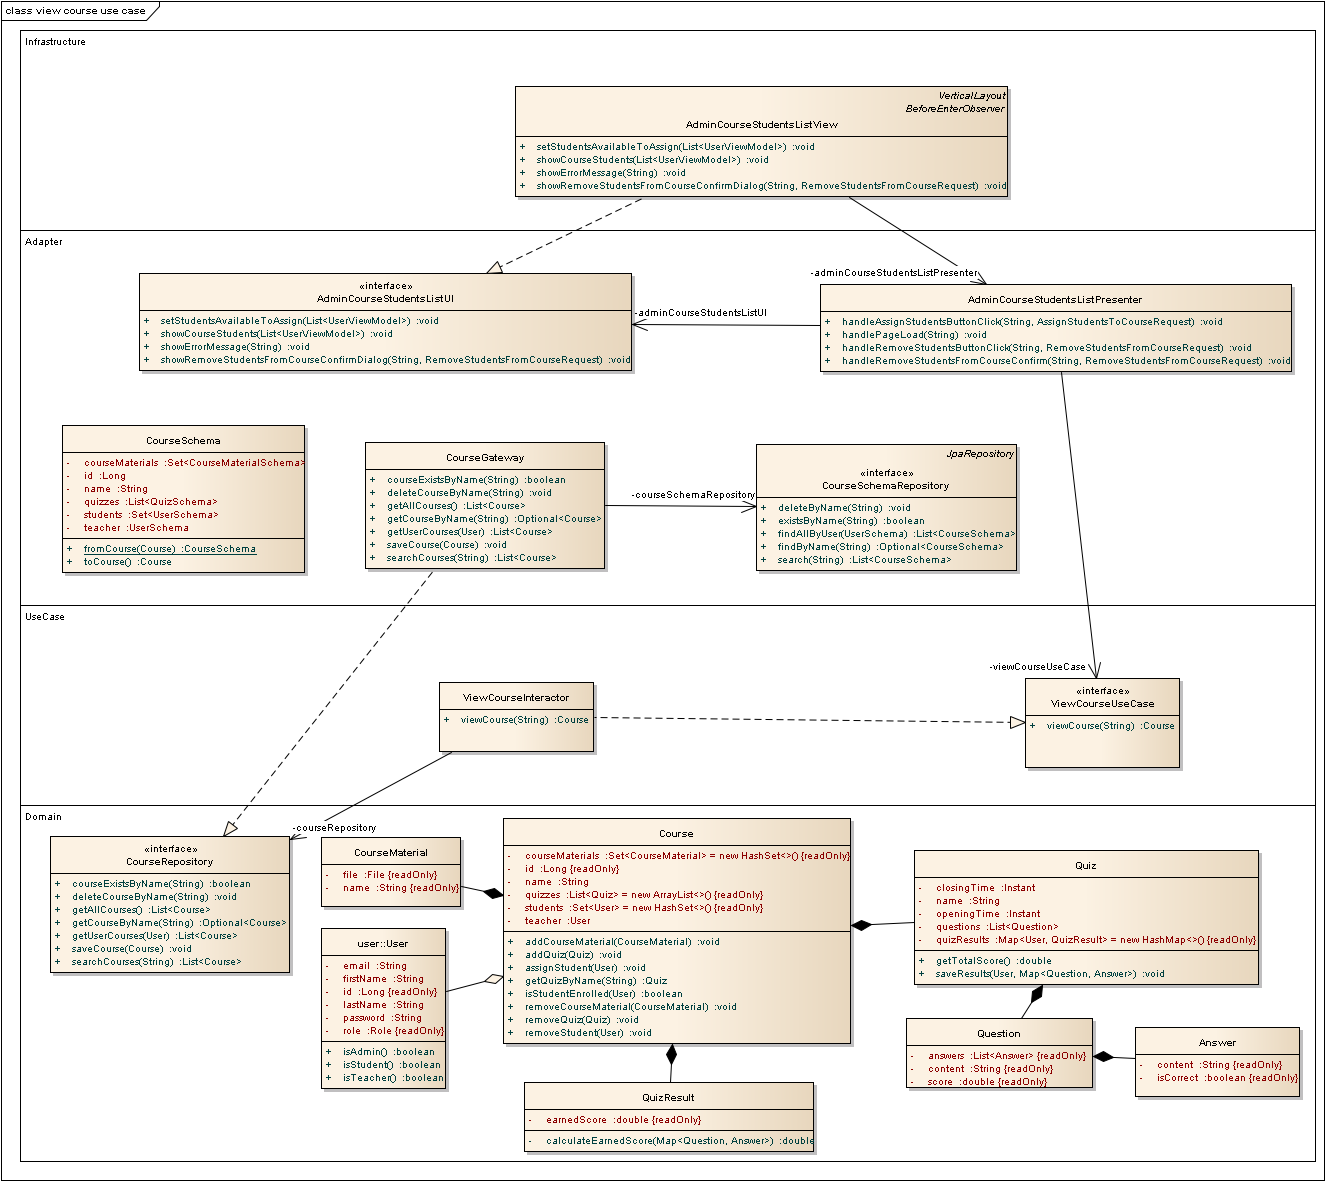 class view course use case
Infrastructure
VerticalLayout
BeforeEnterObserver
AdminCourseStudentsListView
+ setStudentsAvailableToAssign(List<UserViewModel>) :void
+ showCourseStudents(List<UserViewModel>) :void
+ showErrorMessage(String) :void
+ showRemoveStudentsFromCourseConfirmDialog(String, RemoveStudentsFromCourseRequest) :void
Adapter
«interface»
AdminCourseStudentsListUI
+ setStudentsAvailableToAssign(List<UserViewModel>) :void
+ showCourseStudents(List<UserViewModel>) :void
+ showErrorMessage(String) :void
+ showRemoveStudentsFromCourseConfirmDialog(String, RemoveStudentsFromCourseRequest) :void
-adminCourseStudentsListUI
-adminCourseStudentsListPresenter
AdminCourseStudentsListPresenter
+ handleAssignStudentsButtonClick(String, AssignStudentsToCourseRequest) :void
+ handlePageLoad(String) :void
+ handleRemoveStudentsButtonClick(String, RemoveStudentsFromCourseRequest) :void
+ handleRemoveStudentsFromCourseConfirm(String, RemoveStudentsFromCourseRequest) :void
CourseSchema
- courseMaterials :Set<CourseMaterialSchema>
- id :Long
- name :String
- quizzes :List<QuizSchema>
- students :Set<UserSchema>
- teacher :UserSchema
+ fromCourse(Course) :CourseSchema
+ toCourse() :Course
CourseGateway
+ courseExistsByName(String) :boolean
+ deleteCourseByName(String) :void
+ getAllCourses() :List<Course>
+ getCourseByName(String) :Optional<Course>
+ getUserCourses(User) :List<Course>
+ saveCourse(Course) :void
+ searchCourses(String) :List<Course>
-courseSchemaRepository
JpaRepository
«interface»
CourseSchemaRepository
+ deleteByName(String) :void
+ existsByName(String) :boolean
+ findAllByUser(UserSchema) :List<CourseSchema>
+ findByName(String) :Optional<CourseSchema>
+ search(String) :List<CourseSchema>
UseCase
ViewCourseInteractor
+ viewCourse(String) :Course
-viewCourseUseCase
«interface»
ViewCourseUseCase
+ viewCourse(String) :Course
Domain
-courseRepository
«interface»
CourseRepository
+ courseExistsByName(String) :boolean
+ deleteCourseByName(String) :void
+ getAllCourses() :List<Course>
+ getCourseByName(String) :Optional<Course>
+ getUserCourses(User) :List<Course>
+ saveCourse(Course) :void
+ searchCourses(String) :List<Course>
CourseMaterial
- file :File {readOnly}
- name :String {readOnly}
user::User
- email :String
- firstName :String
- id :Long {readOnly}
- lastName :String
- password :String
- role :Role {readOnly}
+ isAdmin() :boolean
+ isStudent() :boolean
+ isTeacher() :boolean
Course
- courseMaterials :Set<CourseMaterial> = new HashSet<>() {readOnly}
- id :Long {readOnly}
- name :String
- quizzes :List<Quiz> = new ArrayList<>() {readOnly}
- students :Set<User> = new HashSet<>() {readOnly}
- teacher :User
+ addCourseMaterial(CourseMaterial) :void
+ addQuiz(Quiz) :void
+ assignStudent(User) :void
+ getQuizByName(String) :Quiz
+ isStudentEnrolled(User) :boolean
+ removeCourseMaterial(CourseMaterial) :void
+ removeQuiz(Quiz) :void
+ removeStudent(User) :void
QuizResult
- earnedScore :double {readOnly}
- calculateEarnedScore(Map<Question, Answer>) :double
Quiz
- closingTime :Instant
- name :String
- openingTime :Instant
- questions :List<Question>
- quizResults :Map<User, QuizResult> = new HashMap<>() {readOnly}
+ getTotalScore() :double
+ saveResults(User, Map<Question, Answer>) :void
Question
- answers :List<Answer> {readOnly}
- content :String {readOnly}
- score :double {readOnly}
Answer
- content :String {readOnly}
- isCorrect :boolean {readOnly}